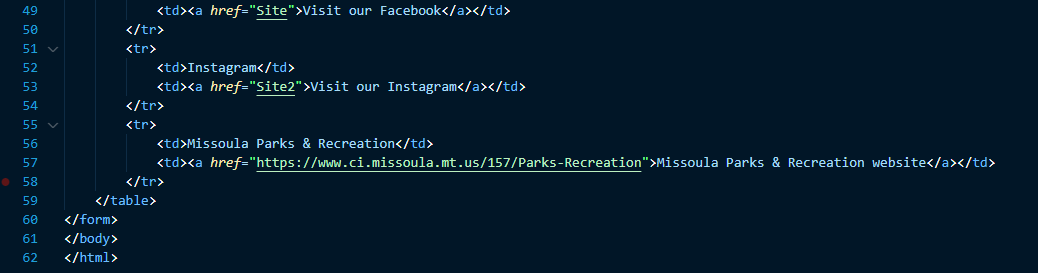 49 <td><a href="Site">Visit our Facebook</a></td>
50 </tr>
51 <tr>
52 <td>Instagram</td>
53 <td><a href="Site2">Visit our Instagram</a></td>
54 </tr>
55 <tr>
56 <td>Missoula Parks & Recreation</td>
57 <td><a href="https://www.ci.missoula.mt.us/157/Parks-Recreation">Missoula Parks & Recreation website</a></td>
58 </tr>
59 </table>
60 </form>
61 </body>
62 </html>